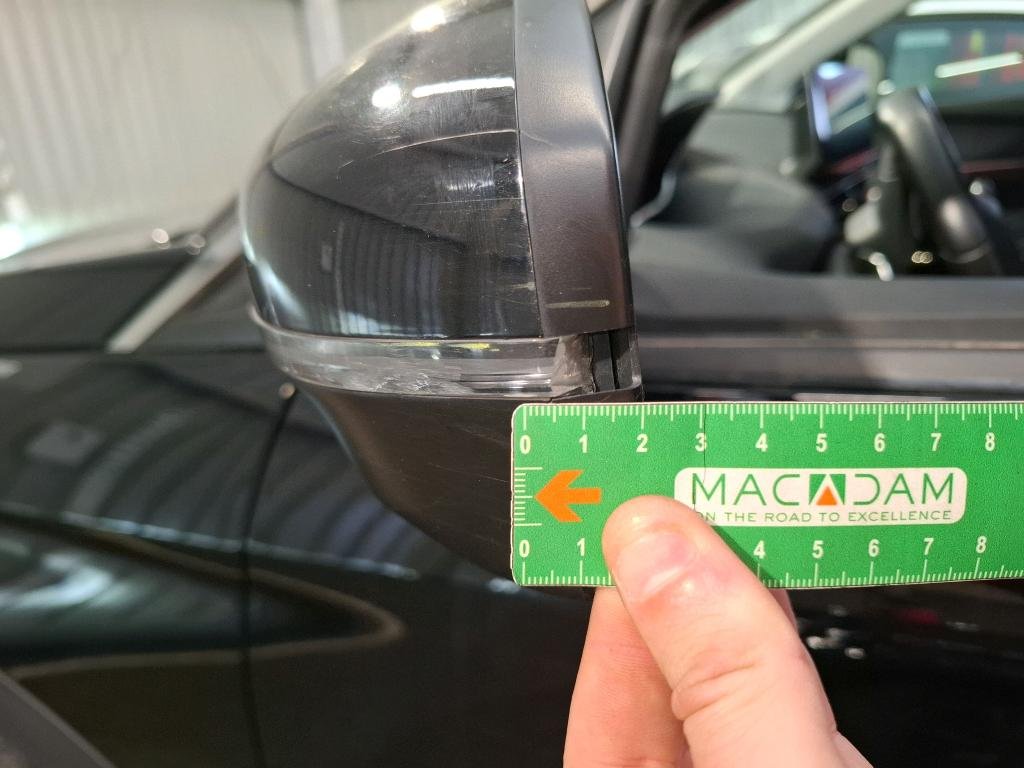 0 1 2 3 4 5 6 7 8
MACADAM
ON THE ROAD TO EXCELLENCE
0 1 4 5 6 7 8